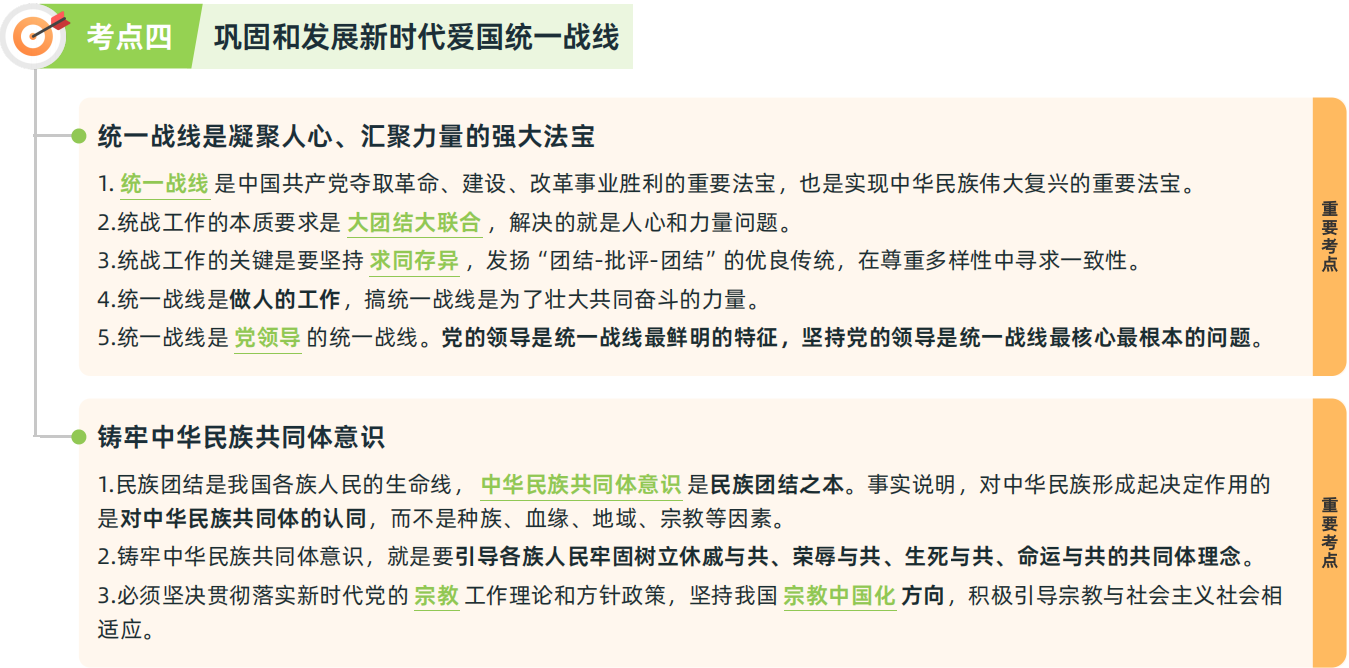 考点四 巩固和发展新时代爱国统一战线
统一战线是凝聚人心、汇聚力量的强大法宝
1. 统一战线 是中国共产党夺取革命、建设、改革事业胜利的重要法宝，也是实现中华民族伟大复兴的重要法宝。
2.统战工作的本质要求是 大团结大联合 ，解决的就是人心和力量问题。
3.统战工作的关键是要坚持 求同存异 ，发扬“团结-批评-团结”的优良传统，在尊重多样性中寻求一致性。
4.统一战线是做人的工作，搞统一战线是为了壮大共同奋斗的力量。
5.统一战线是 党领导 的统一战线。党的领导是统一战线最鲜明的特征，坚持党的领导是统一战线最核心最根本的问题。
重要考点
铸牢中华民族共同体意识
1.民族团结是我国各族人民的生命线， 中华民族共同体意识 是民族团结之本。事实说明，对中华民族形成起决定作用的
是对中华民族共同体的认同，而不是种族、血缘、地域、宗教等因素。
2.铸牢中华民族共同体意识，就是要引导各族人民牢固树立休戚与共、荣辱与共、生死与共、命运与共的共同体理念。
3.必须坚决贯彻落实新时代党的 宗教 工作理论和方针政策，坚持我国 宗教中国化 方向，积极引导宗教与社会主义社会相
适应。
重要考点